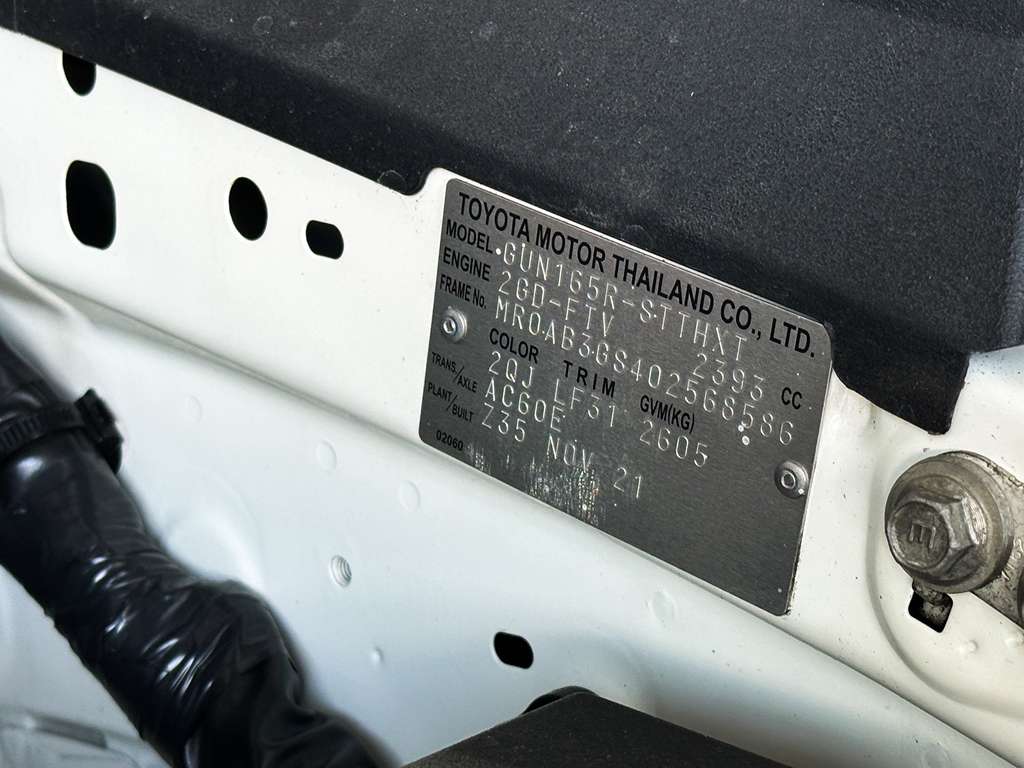 TOYOTA MOTOR THAILAND CO., LTD.
MODEL GUN165R-STTHXT
ENGINE 2GD-FTV 2393 CC
FRAME No. MR0AB3GS402568586
COLOR TRIM GVM(KG)
2QJ LF31 2605
TRANS./AXLE AC60E
PLANT/BUILT Z35 NOV 21
02060
E